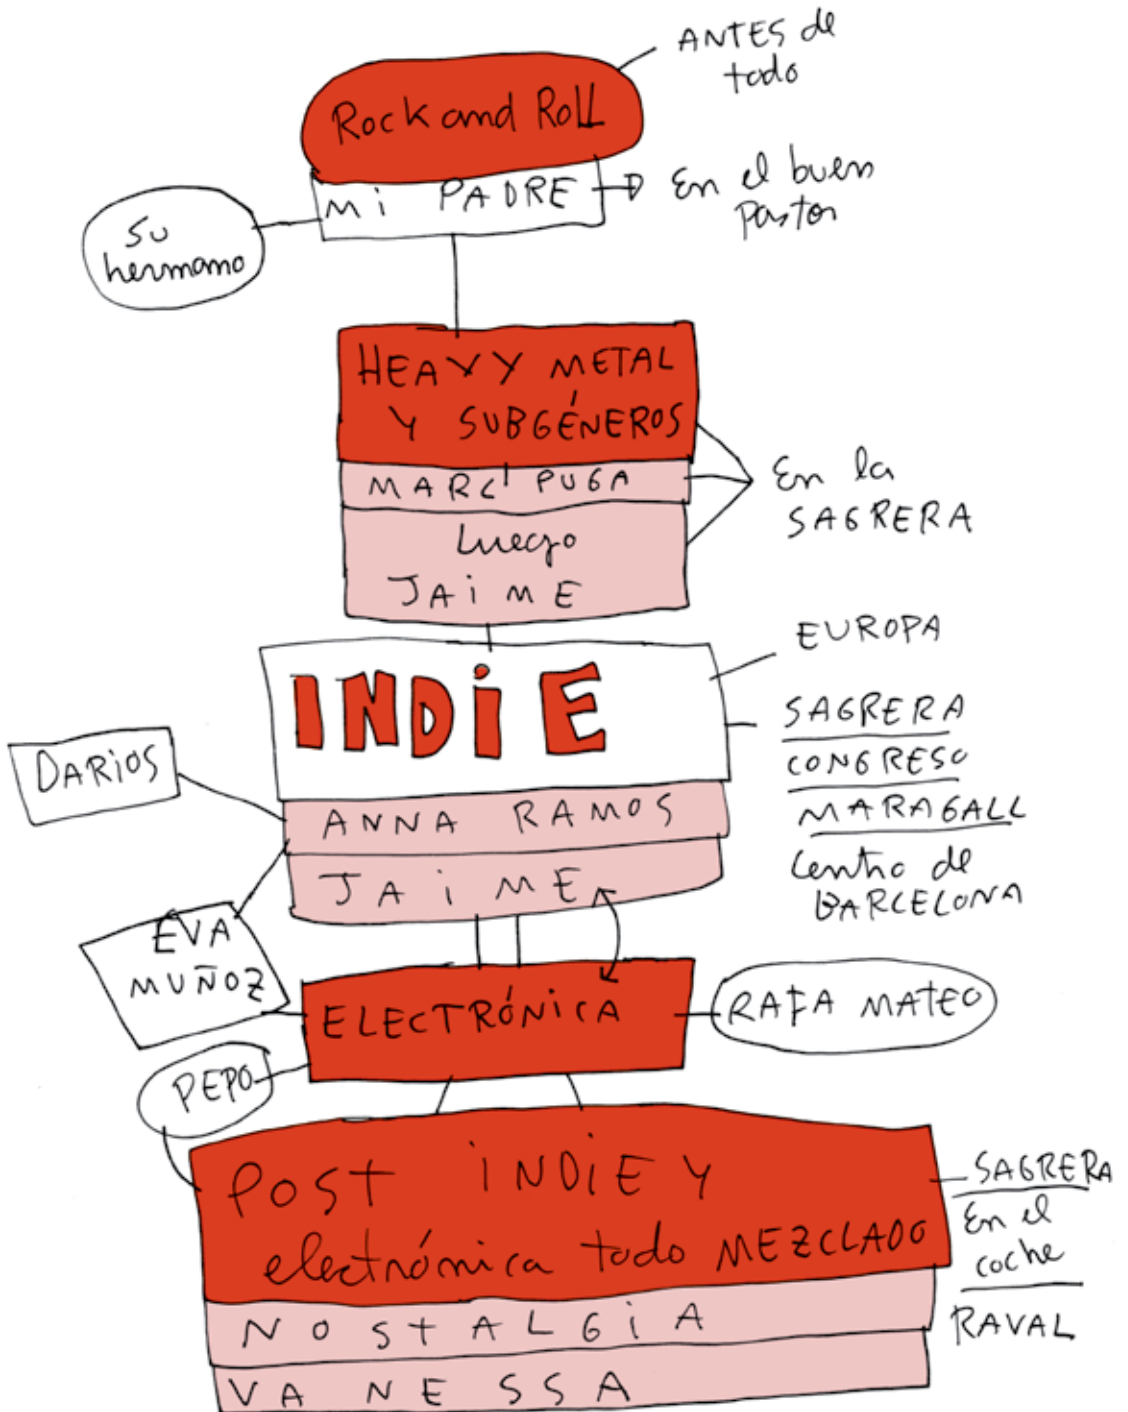 ANTES de
todo
Rock and Roll
Mi PADRE
En el buen
Pastor
Su
hermano
HEAVY METAL
Y SUBGÉNEROS
MARC PUGA
Luego
JAiME
En la
SAGRERA
INDiE
EUROPA
SAGRERA
CONGRESO
MARAGALL
Centro de
BARCELONA
DARiOS
ANNA RAMOS
JAiME
EVA
MUÑOZ
ELECTRÓNiCA
RAFA MATEO
PEPO
POST iNDiE Y
electrónica todo MEZCLADO
NOSTALGiA
VANESSA
SAGRERA
En el
coche
RAVAL